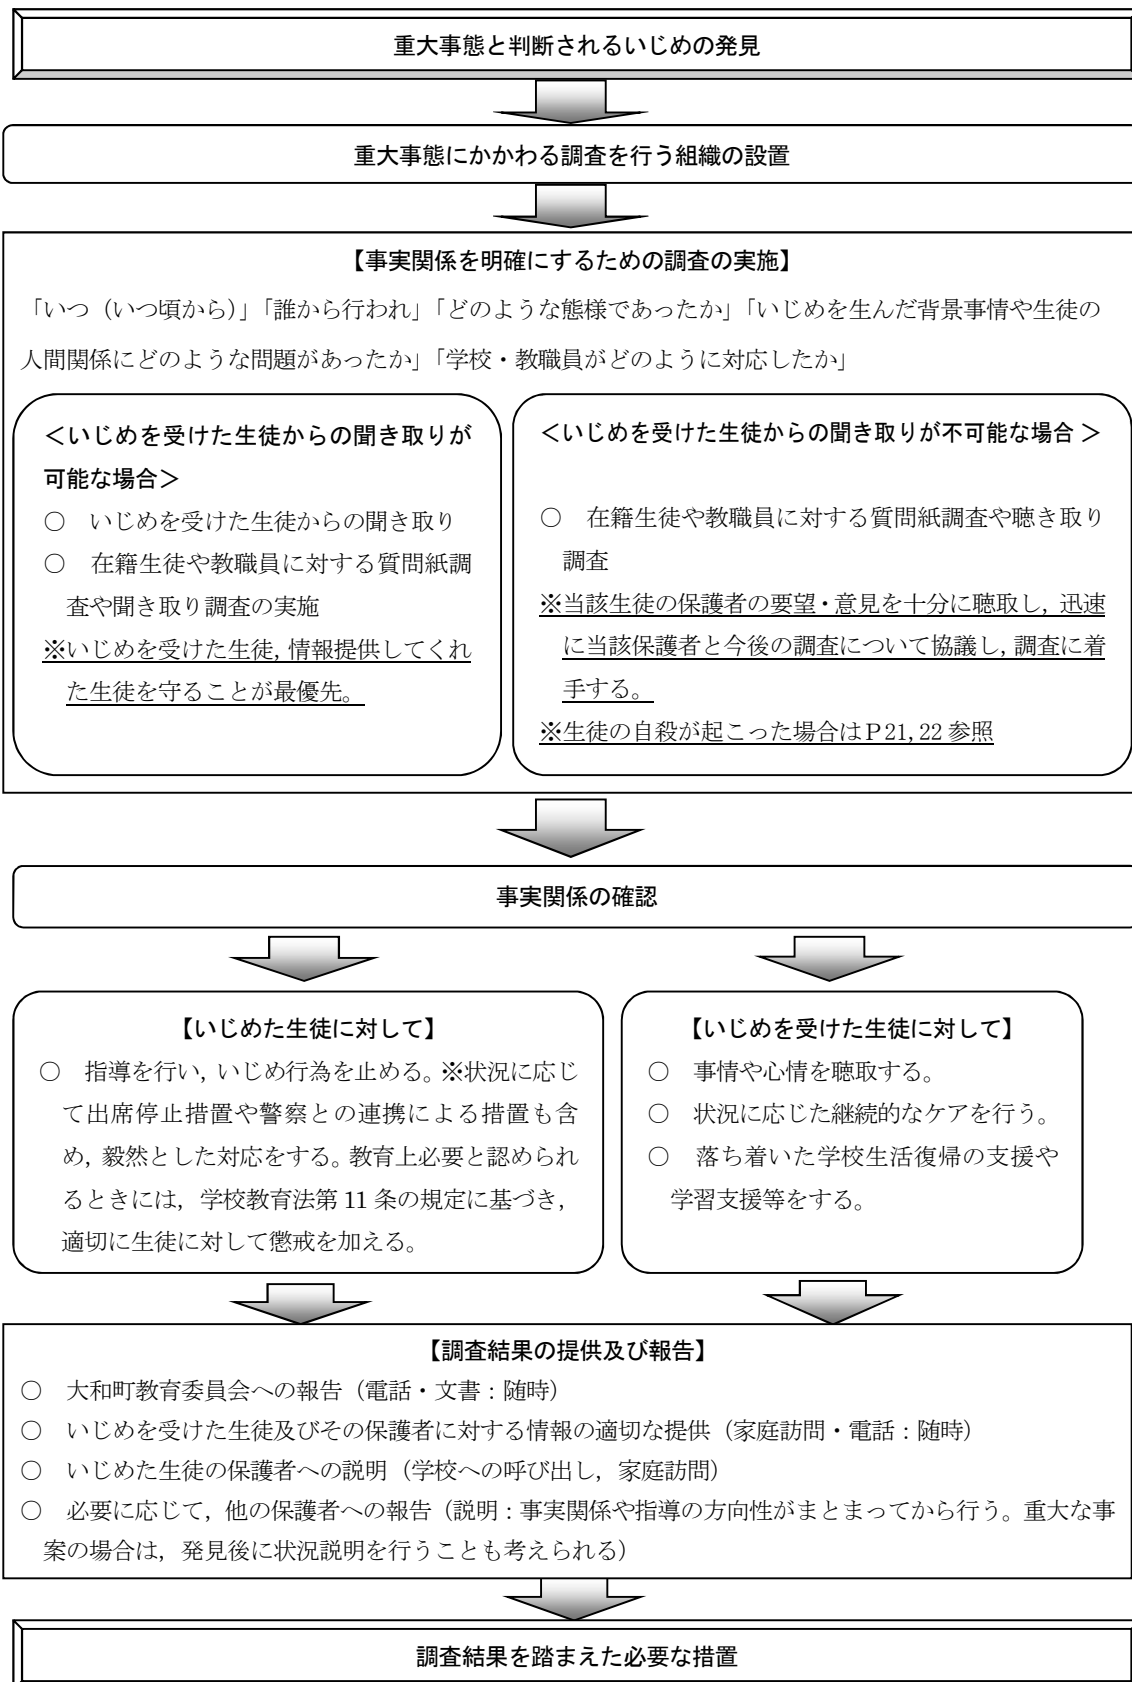 重大事態と判断されるいじめの発見
重大事態にかかわる調査を行う組織の設置
【事実関係を明確にするための調査の実施】
「いつ（いつ頃から）」「誰から行われ」「どのような態様であったか」「いじめを生んだ背景事情や生徒の
人間関係にどのような問題があったか」「学校・教職員がどのように対応したか」
＜いじめを受けた生徒からの聞き取りが
可能な場合＞
○　いじめを受けた生徒からの聞き取り
○　在籍生徒や教職員に対する質問紙調
査や聞き取り調査の実施
※いじめを受けた生徒，情報提供してくれ
た生徒を守ることが最優先。
＜いじめを受けた生徒からの聞き取りが不可能な場合＞
○　在籍生徒や教職員に対する質問紙調査や聴き取り
調査
※当該生徒の保護者の要望・意見を十分に聴取し，迅速
に当該保護者と今後の調査について協議し，調査に着
手する。
※生徒の自殺が起こった場合はＰ21，22 参照
事実関係の確認
【いじめた生徒に対して】
○　指導を行い，いじめ行為を止める。※状況に応じ
て出席停止措置や警察との連携による措置も含
め，毅然とした対応をする。教育上必要と認められ
るときには，学校教育法第 11 条の規定に基づき，
適切に生徒に対して懲戒を加える。
【いじめを受けた生徒に対して】
○　事情や心情を聴取する。
○　状況に応じた継続的なケアを行う。
○　落ち着いた学校生活復帰の支援や
学習支援等をする。
【調査結果の提供及び報告】
○　大和町教育委員会への報告（電話・文書：随時）
○　いじめを受けた生徒及びその保護者に対する情報の適切な提供（家庭訪問・電話：随時）
○　いじめた生徒の保護者への説明（学校への呼び出し，家庭訪問）
○　必要に応じて，他の保護者への報告（説明：事実関係や指導の方向性がまとまってから行う。重大な事
案の場合は，発見後に状況説明を行うことも考えられる）
調査結果を踏まえた必要な措置